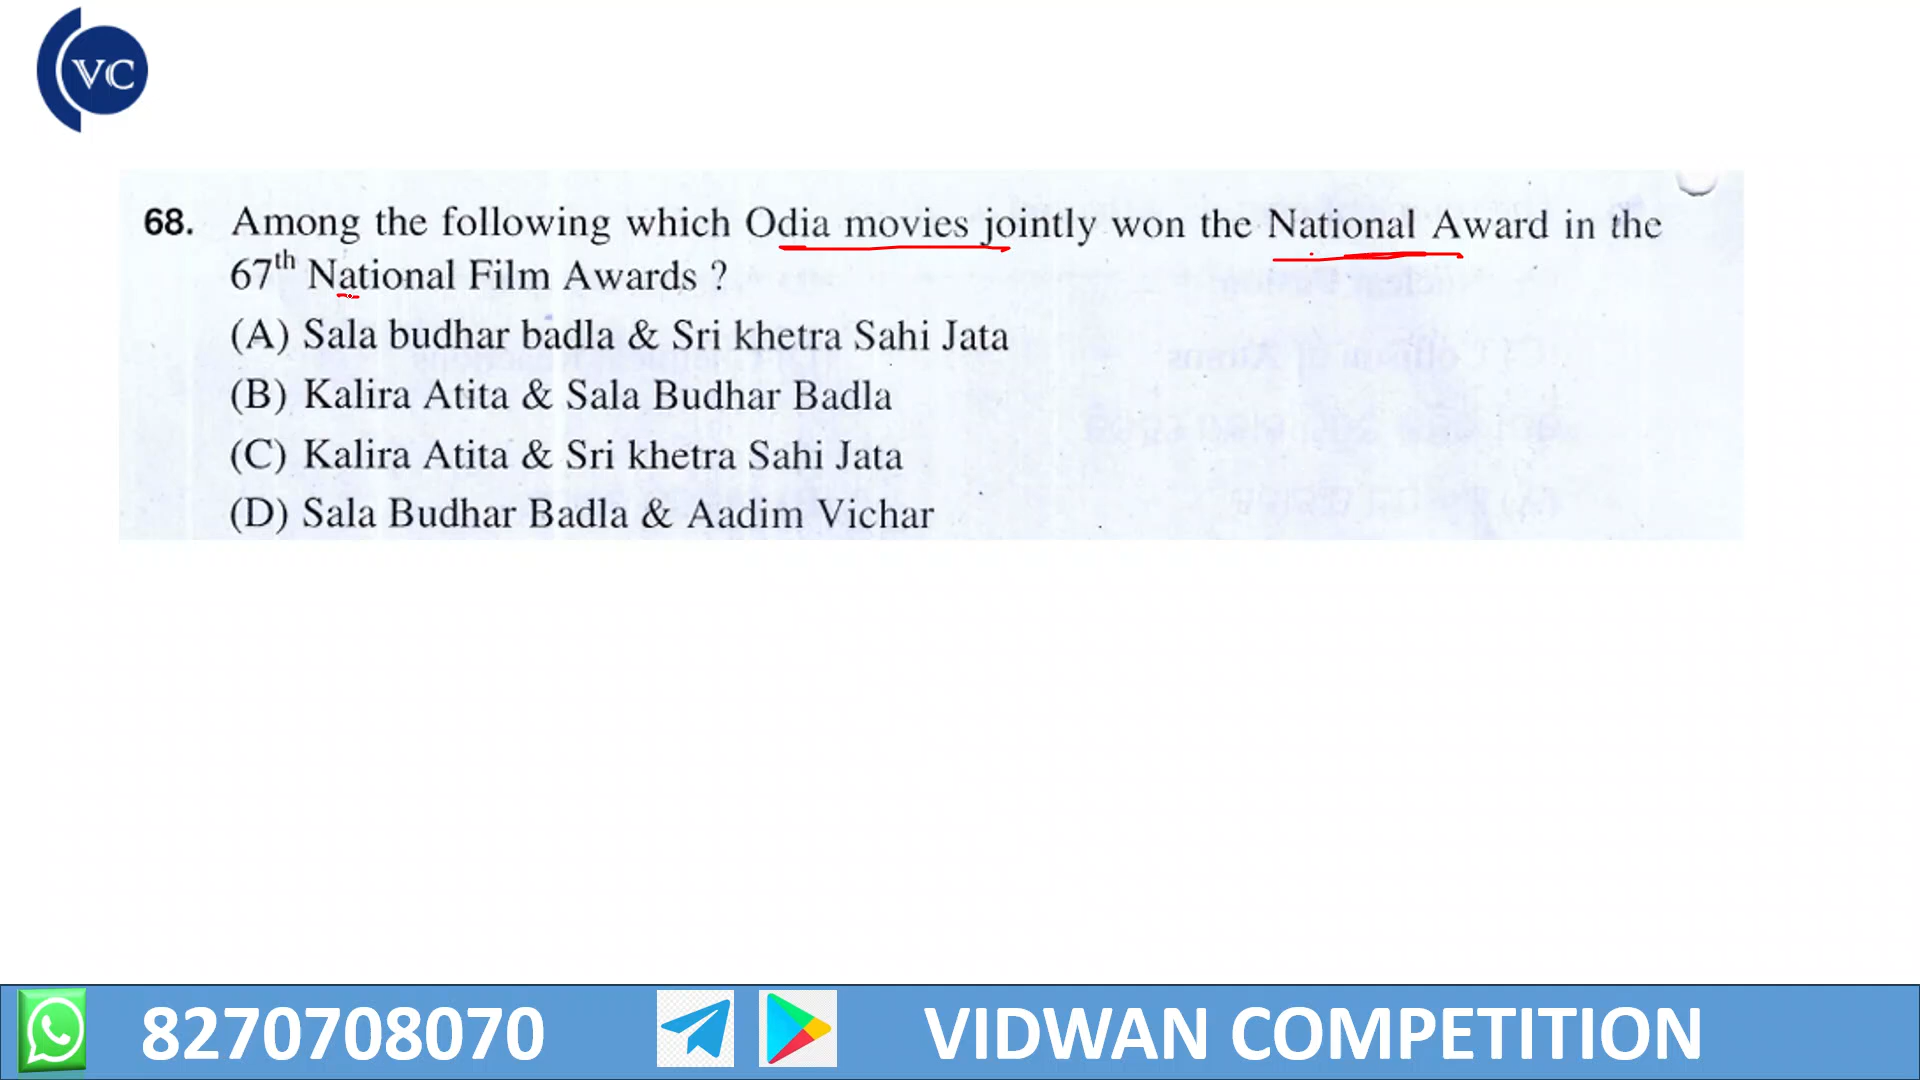 VC
68. Among the following which Odia movies jointly won the National Award in the
67th National Film Awards ?
(A) Sala budhar badla & Sri khetra Sahi Jata
(B) Kalira Atita & Sala Budhar Badla
(C) Kalira Atita & Sri khetra Sahi Jata
(D) Sala Budhar Badla & Aadim Vichar
8270708070 VIDWAN COMPETITION